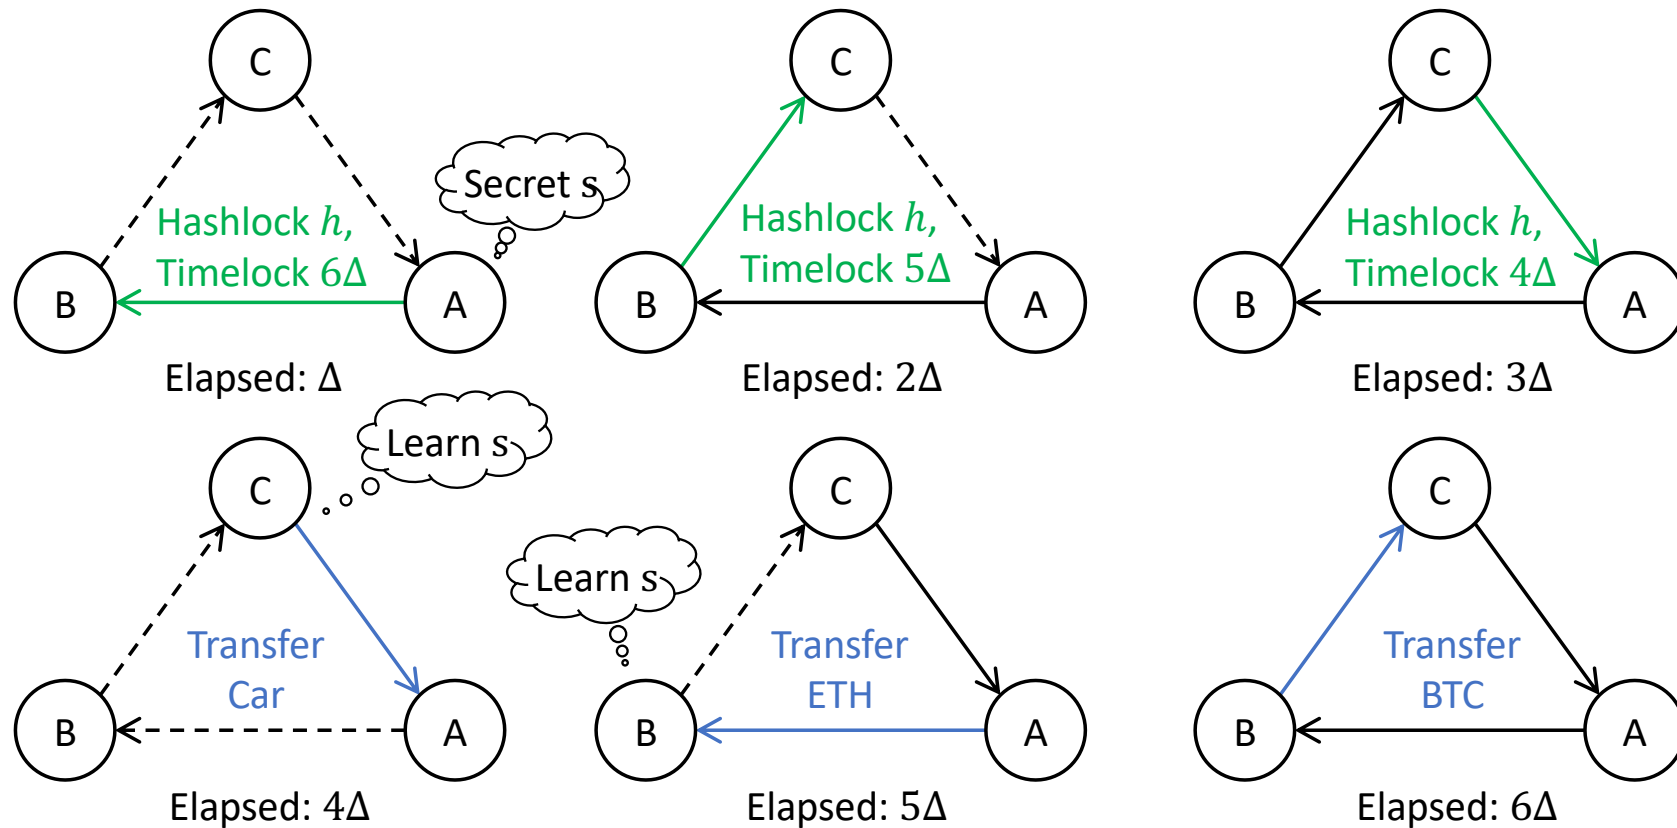 C
Secret s
Hashlock h,
Timelock 6Δ
B
A
Elapsed: Δ
C
Hashlock h,
Timelock 5Δ
B
A
Elapsed: 2Δ
C
Hashlock h,
Timelock 4Δ
B
A
Elapsed: 3Δ
C
Learn s
Transfer
Car
B
A
Elapsed: 4Δ
C
Learn s
Transfer
ETH
B
A
Elapsed: 5Δ
C
Transfer
BTC
B
A
Elapsed: 6Δ